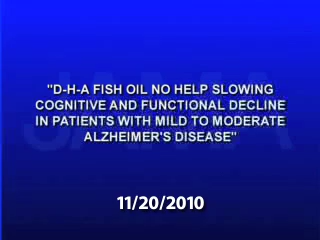 "D-H-A FISH OIL NO HELP SLOWING
COGNITIVE AND FUNCTIONAL DECLINE
IN PATIENTS WITH MILD TO MODERATE
ALZHEIMER'S DISEASE"
11/20/2010
JAMA